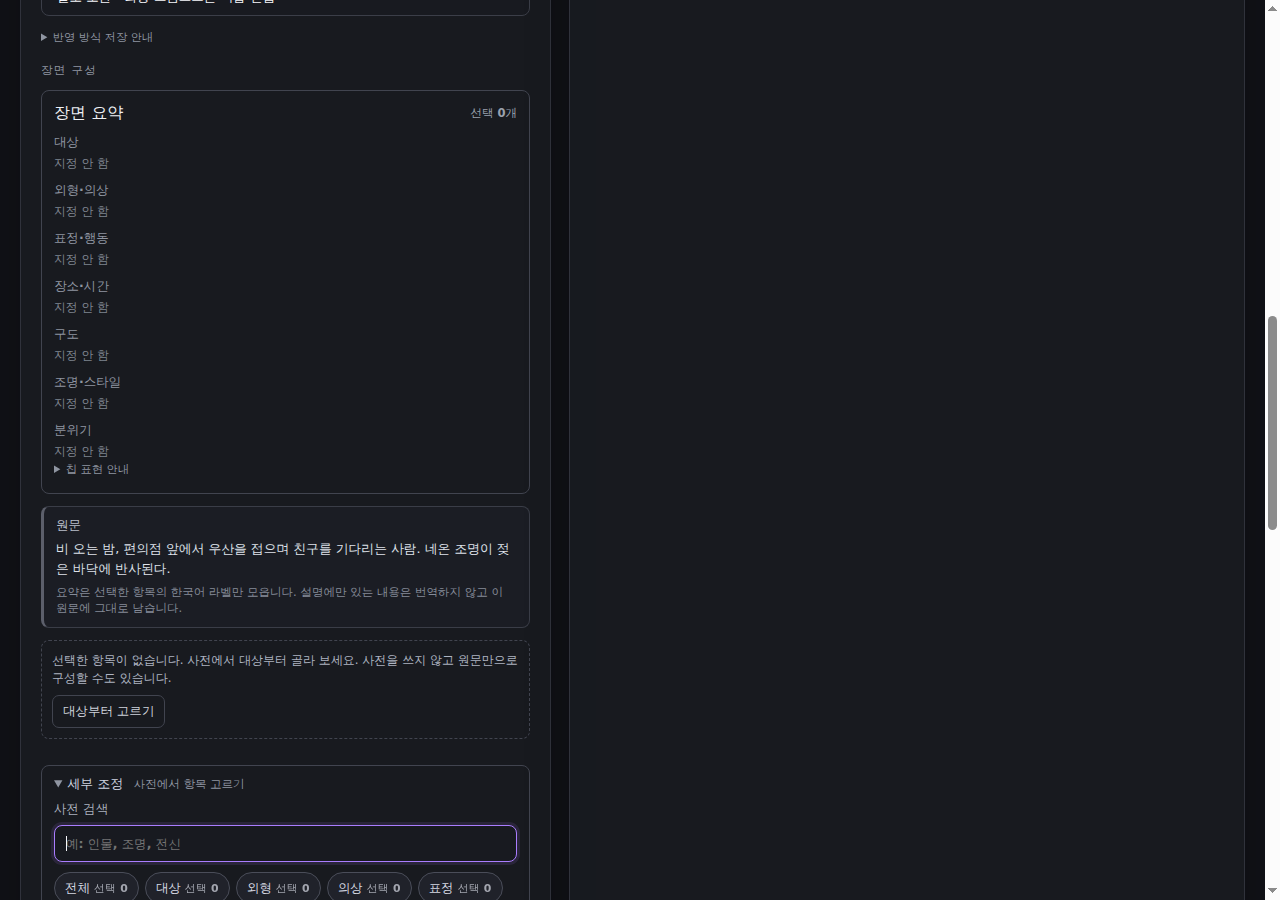 반영 방식 저장 안내
장면 구성
장면 요약
선택 0개
대상
지정 안 함
외형·의상
지정 안 함
표정·행동
지정 안 함
장소·시간
지정 안 함
구도
지정 안 함
조명·스타일
지정 안 함
분위기
지정 안 함
칩 표현 안내
원문
비 오는 밤, 편의점 앞에서 우산을 접으며 친구를 기다리는 사람. 네온 조명이 젖
은 바닥에 반사된다.
요약은 선택한 항목의 한국어 라벨만 모읍니다. 설명에만 있는 내용은 번역하지 않고 이
원문에 그대로 남습니다.
선택한 항목이 없습니다. 사전에서 대상부터 골라 보세요. 사전을 쓰지 않고 원문만으로
구성할 수도 있습니다.
대상부터 고르기
세부 조정 사전에서 항목 고르기
사전 검색
예: 인물, 조명, 전신
전체 선택 0 대상 선택 0 외형 선택 0 의상 선택 0 표정 선택 0